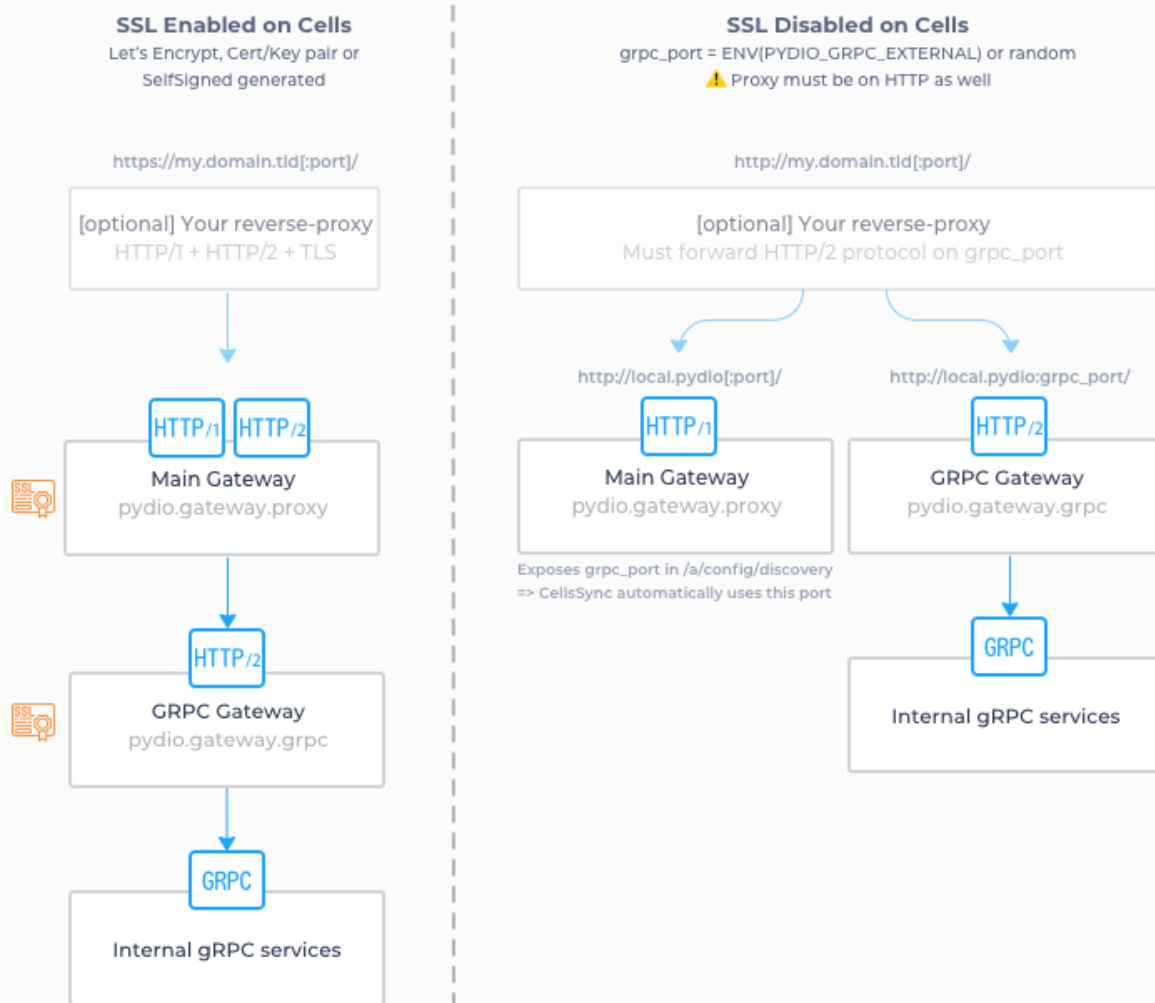 SSL Enabled on Cells
Let's Encrypt, Cert/Key pair or
SelfSigned generated
https://my.domain.tld[:port]/
[optional] Your reverse-proxy
HTTP/1 + HTTP/2 + TLS
HTTP/1 HTTP/2
Main Gateway
SSL
pydio.gateway.proxy
HTTP/2
GRPC Gateway
SSL
pydio.gateway.grpc
GRPC
Internal gRPC services
SSL Disabled on Cells
grpc_port = ENV(PYDIO_GRPC_EXTERNAL) or random
Proxy must be on HTTP as well
http://my.domain.tld[:port]/
[optional] Your reverse-proxy
Must forward HTTP/2 protocol on grpc_port
http://local.pydio[:port]/
HTTP/1
Main Gateway
pydio.gateway.proxy
Exposes grpc_port in /a/config/discovery
=> CellsSync automatically uses this port
http://local.pydio:grpc_port/
HTTP/2
GRPC Gateway
pydio.gateway.grpc
GRPC
Internal gRPC services